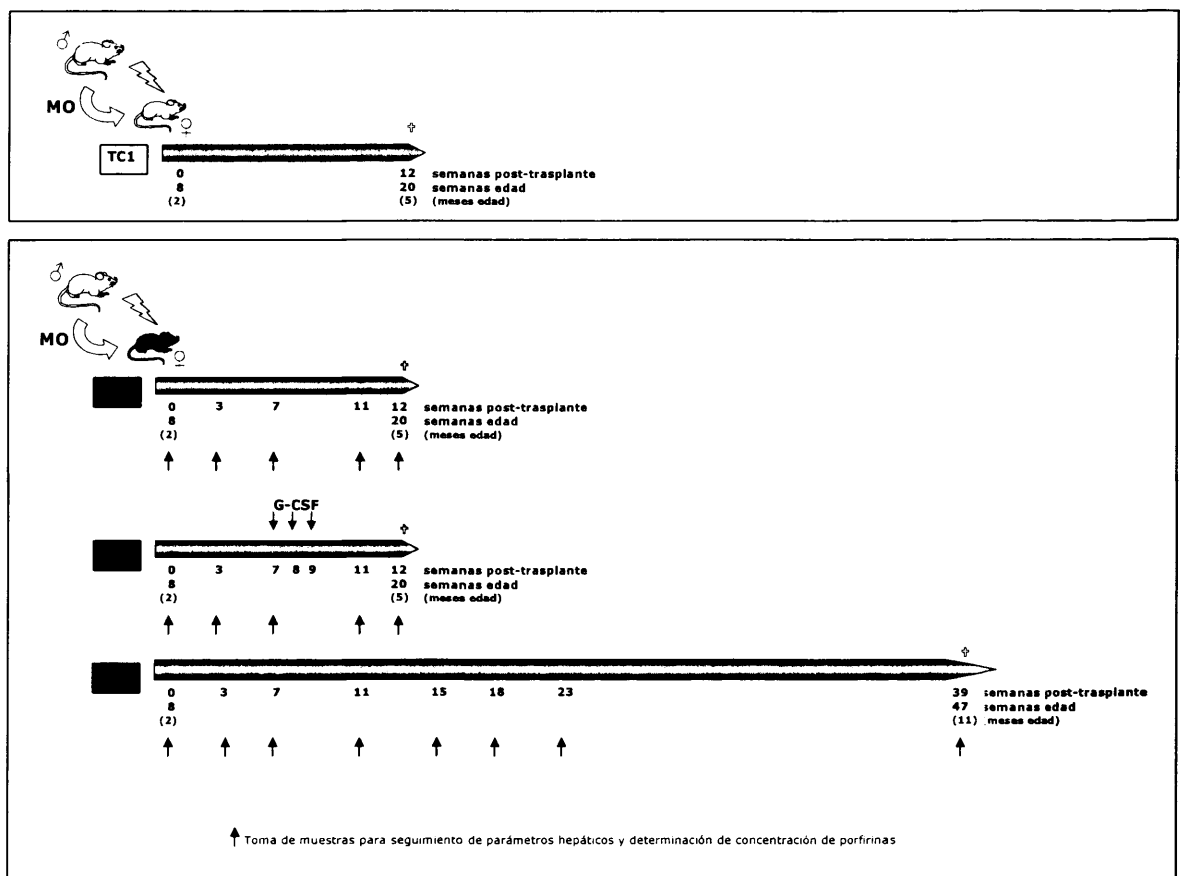 ♂
MO
♀
✞
TC1
0 12 semanas post-trasplante
8 20 semanas edad
(2) (5) (meses edad)
♂
MO
♀
✞
0 3 7 11 12 semanas post-trasplante
8 20 semanas edad
(2) (5) (meses edad)
G-CSF
✞
0 3 7 8 9 11 12 semanas post-trasplante
8 20 semanas edad
(2) (5) (meses edad)
✞
0 3 7 11 15 18 23 39 semanas post-trasplante
8 47 semanas edad
(2) (11) (meses edad)
Toma de muestras para seguimiento de parámetros hepáticos y determinación de concentración de porfirinas